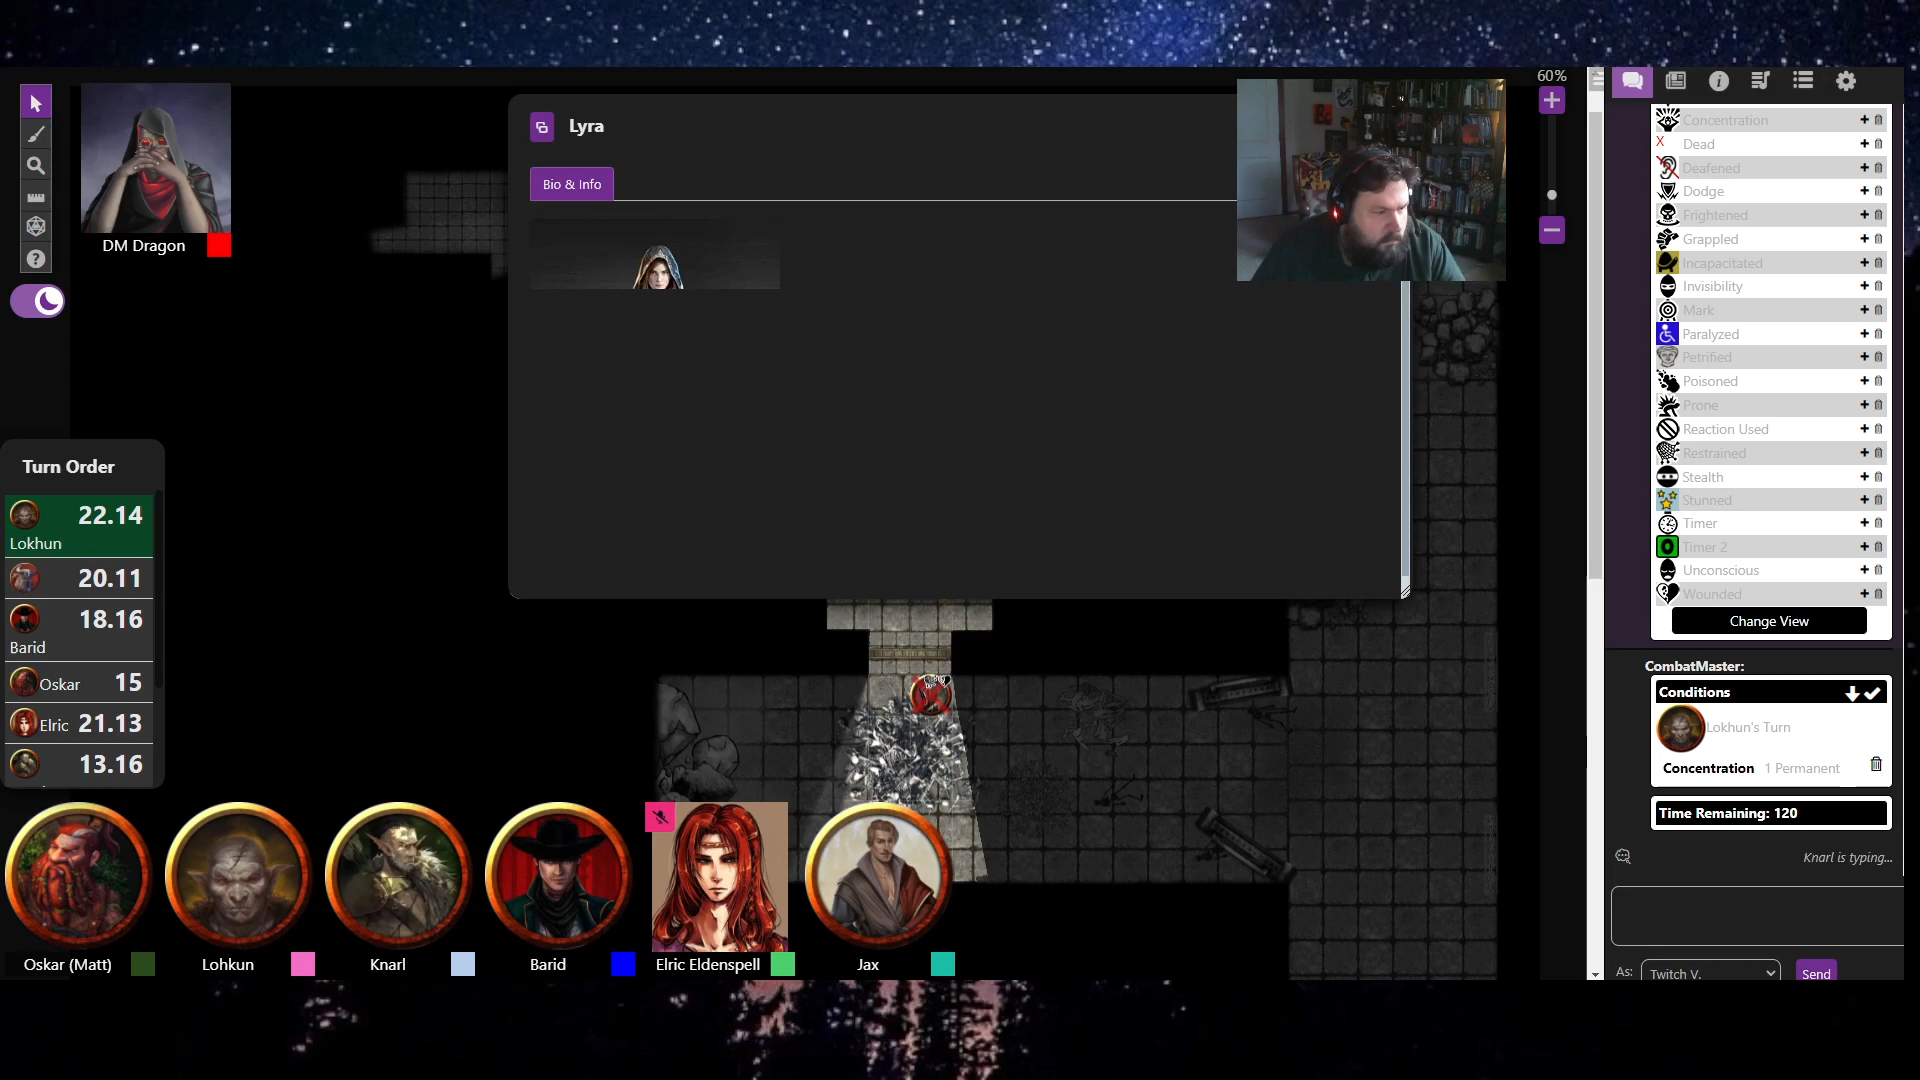 60%
Lyra
Bio & Info
DM Dragon
Turn Order
22.14
Lokhun
20.11
18.16
Barid
Oskar 15
Elric 21.13
13.16
Oskar (Matt)
Lohkun
Knarl
Barid
Elric Eldenspell
Jax
Concentration
X Dead
Deafened
Dodge
Frightened
Grappled
Incapacitated
Invisibility
Mark
Paralyzed
Petrified
Poisoned
Prone
Reaction Used
Restrained
Stealth
Stunned
Timer
Timer 2
Unconscious
Wounded
Change View
CombatMaster:
Conditions
Lokhun's Turn
Concentration 1 Permanent
Time Remaining: 120
Knarl is typing...
As: Twitch V. Send